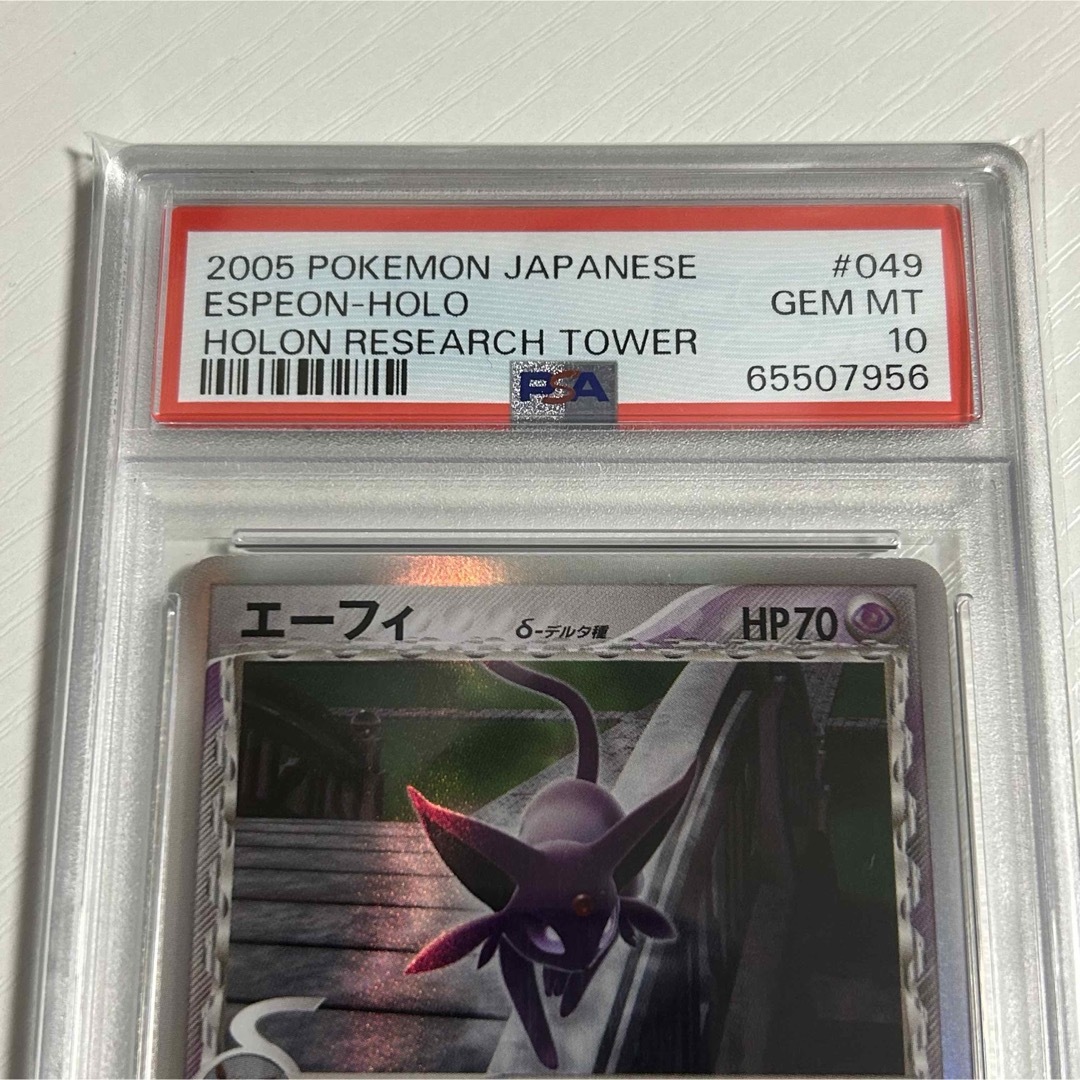 2005 POKEMON JAPANESE #049
ESPEON-HOLO GEM MT
HOLON RESEARCH TOWER 10
PSA 65507956
エーフィ δ-デルタ種 HP70
δ